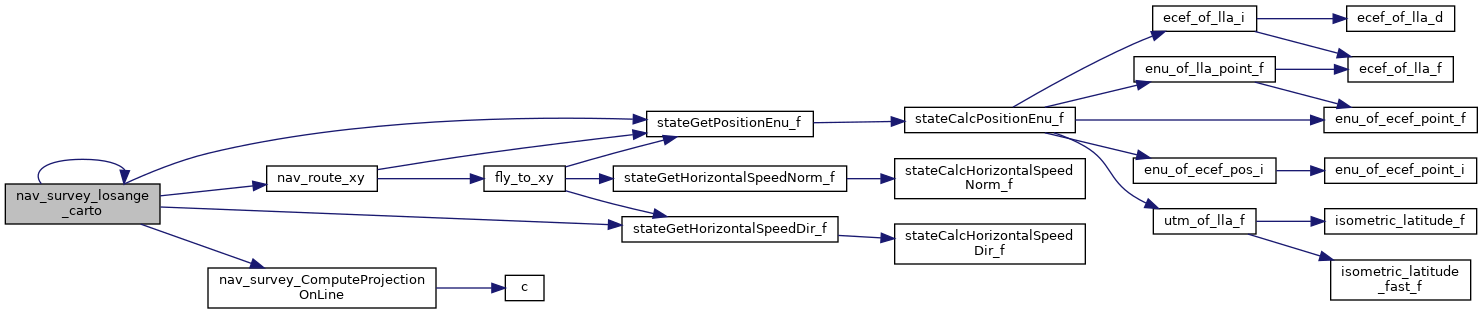 nav_survey_losange
_carto
nav_route_xy
nav_survey_ComputeProjection
OnLine
fly_to_xy
c
stateGetPositionEnu_f
stateGetHorizontalSpeedNorm_f
stateGetHorizontalSpeedDir_f
stateCalcPositionEnu_f
stateCalcHorizontalSpeed
Norm_f
stateCalcHorizontalSpeed
Dir_f
ecef_of_lla_i
enu_of_lla_point_f
enu_of_ecef_pos_i
utm_of_lla_f
ecef_of_lla_d
ecef_of_lla_f
enu_of_ecef_point_f
enu_of_ecef_point_i
isometric_latitude_f
isometric_latitude
_fast_f